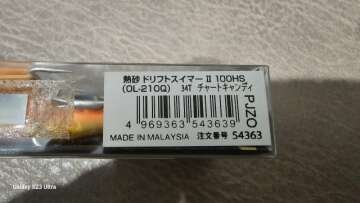 熱砂 ドリフトスイマー Ⅱ 100HS
(OL-210Q) 34T チャートキャンディ
PJZO
4 969363 543639
MADE IN MALAYSIA 注文番号 54363
Galaxy S23 Ultra